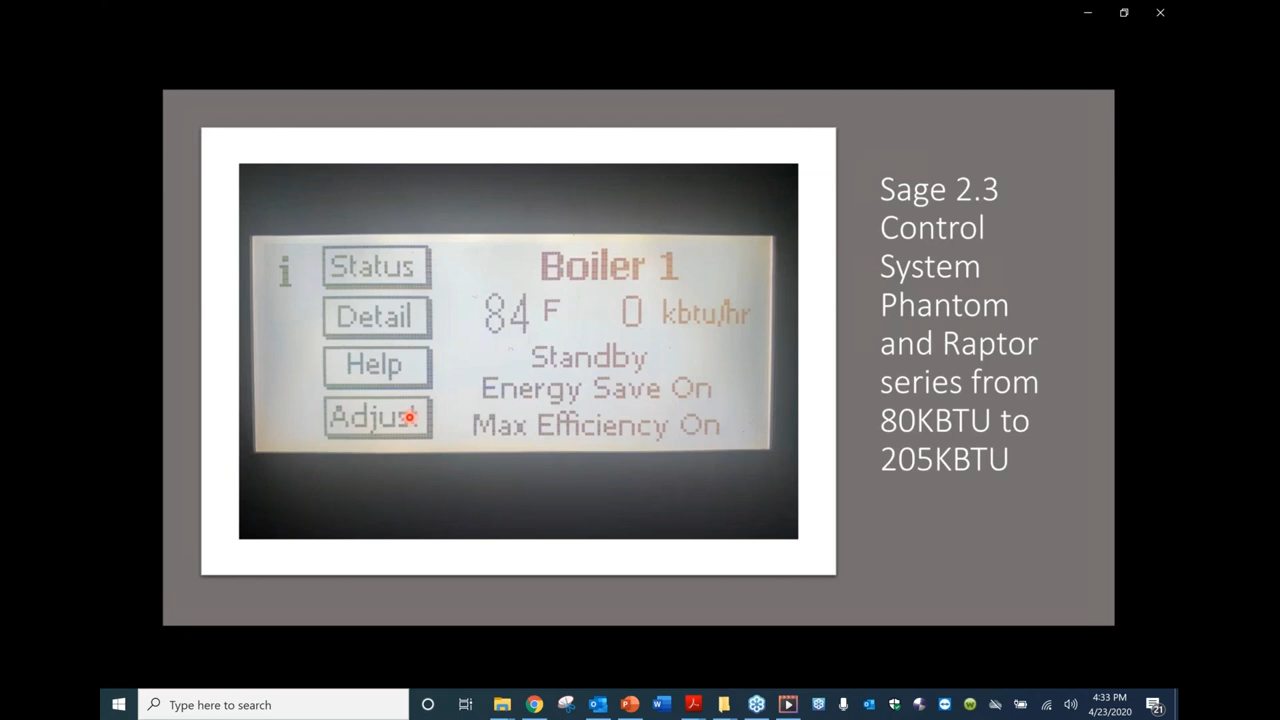 i
Status
Detail
Help
Adjust
Boiler 1
84 F 0 kbtu/hr
Standby
Energy Save On
Max Efficiency On
Sage 2.3
Control
System
Phantom
and Raptor
series from
80KBTU to
205KBTU
Type here to search
4:33 PM
4/23/2020
21